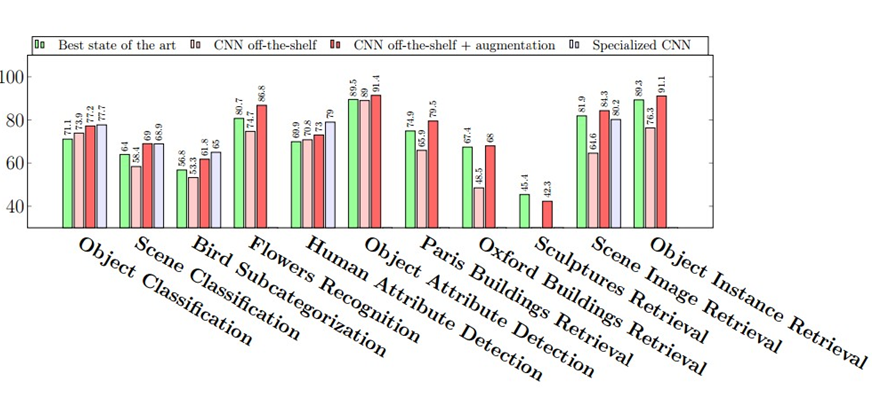 Best state of the art CNN off-the-shelf CNN off-the-shelf + augmentation Specialized CNN
100
80
60
40
71.1 73.9 77.2 77.7
64 58.4 69 68.9
56.8 53.3 61.8 65
80.7 74.7 86.8
69.9 70.8 73 79
89.5 89 91.4
74.9 65.9 79.5
67.4 48.5 68
45.4 42.3
81.9 64.6 84.3 80.2
89.3 76.3 91.1
Object Classification
Scene Classification
Bird Subcategorization
Flowers Recognition
Human Attribute Detection
Object Attribute Detection
Paris Buildings Retrieval
Oxford Buildings Retrieval
Sculptures Retrieval
Scene Image Retrieval
Object Instance Retrieval